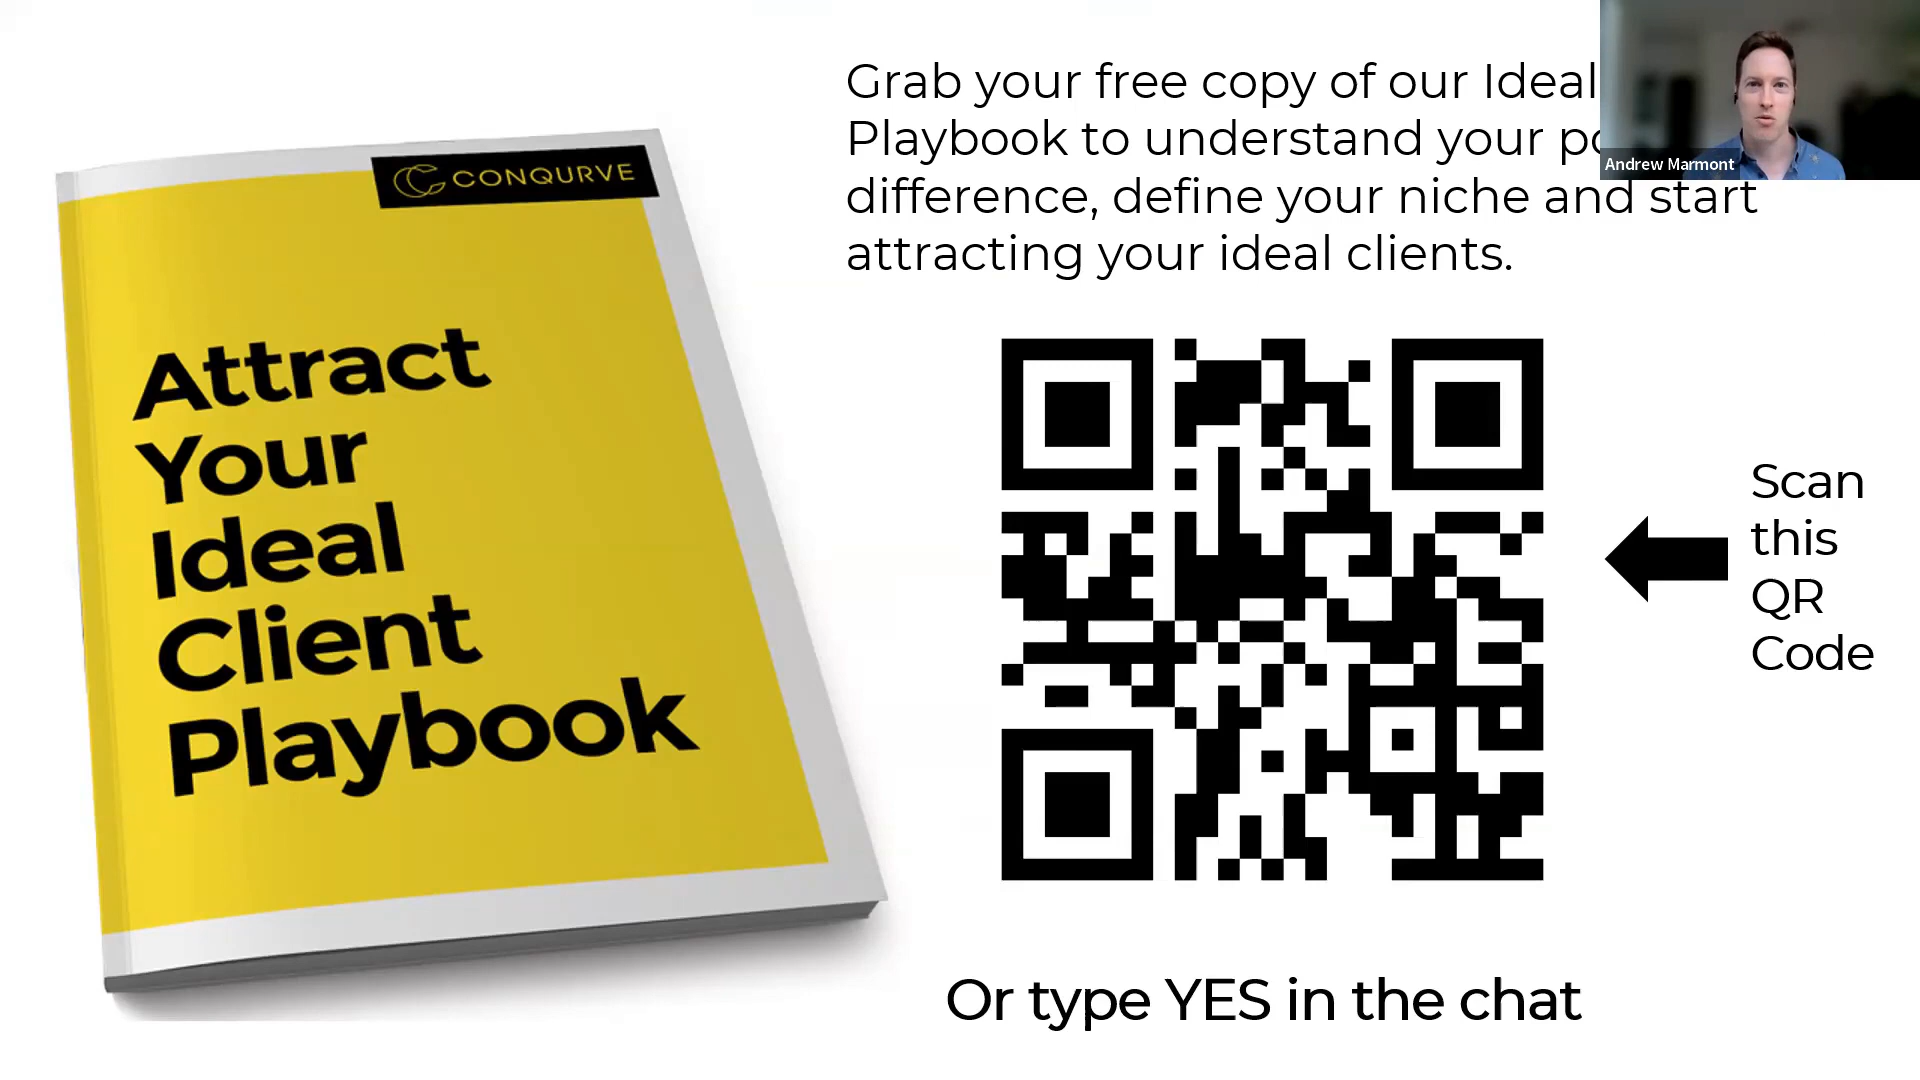 CONQURVE
Attract
Your
Ideal
Client
Playbook
Grab your free copy of our Ideal
Playbook to understand your
difference, define your niche and start
attracting your ideal clients.
Andrew Marmont
Scan
this
QR
Code
Or type YES in the chat